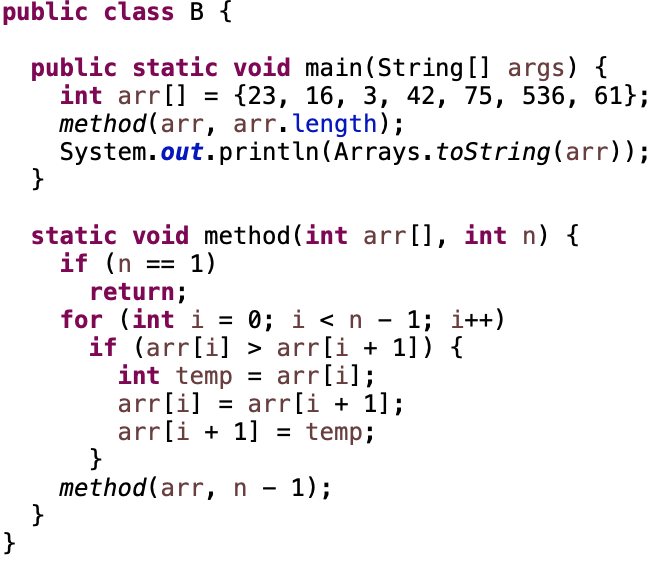 public class B {
  public static void main(String[] args) {
    int arr[] = {23, 16, 3, 42, 75, 536, 61};
    method(arr, arr.length);
    System.out.println(Arrays.toString(arr));
  }
  static void method(int arr[], int n) {
    if (n == 1)
      return;
    for (int i = 0; i < n - 1; i++)
      if (arr[i] > arr[i + 1]) {
        int temp = arr[i];
        arr[i] = arr[i + 1];
        arr[i + 1] = temp;
      }
    method(arr, n - 1);
  }
}